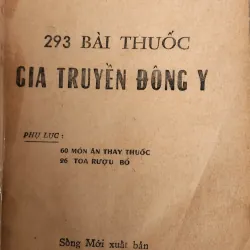 293 BÀI THUỐC
GIA TRUYỀN ĐÔNG Y
PHỤ LỤC :
60 MÓN ĂN THAY THUỐC
26 TOA RƯỢU BỔ
Sống Mới xuất bản